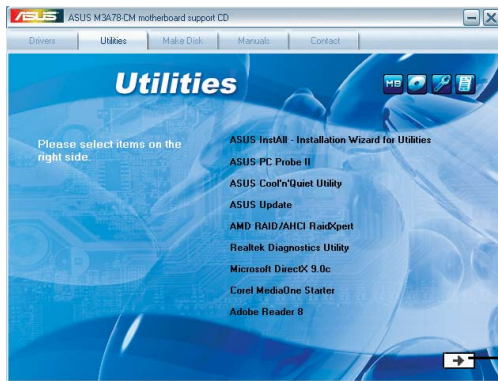 ASUS ASUS M3A78-CM motherboard support CD
Drivers Utilities Make Disk Manuals Contact
Utilities
MB
Please select items on the
right side.
ASUS InstAll - Installation Wizard for Utilities
ASUS PC Probe II
ASUS Cool'n'Quiet Utility
ASUS Update
AMD RAID/AHCI RaidXpert
Realtek Diagnostics Utility
Microsoft DirectX 9.0c
Corel MediaOne Starter
Adobe Reader 8